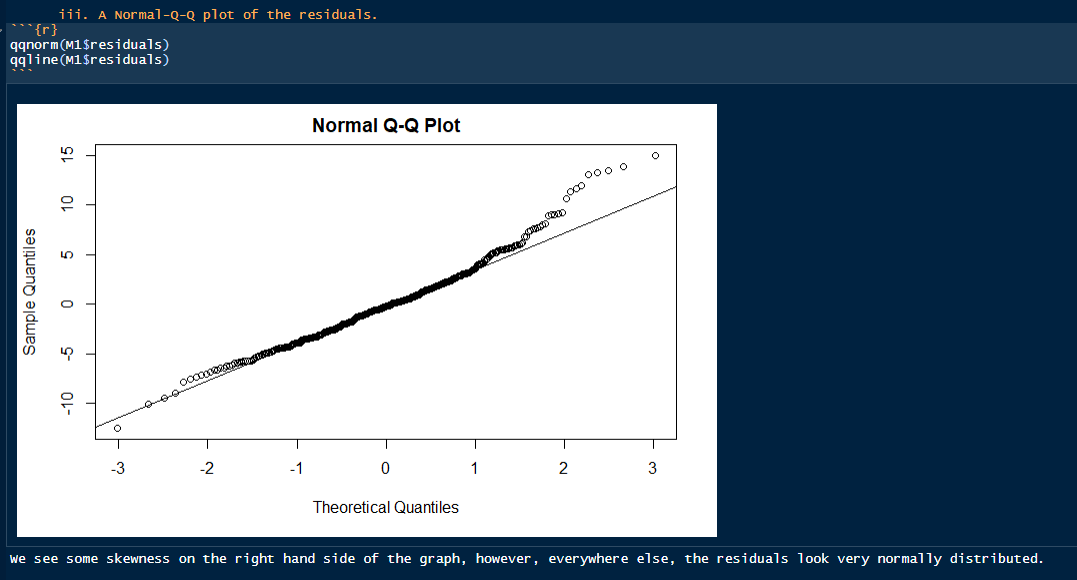 iii. A Normal-Q-Q plot of the residuals.
```{r}
qqnorm(M1$residuals)
qqline(M1$residuals)
```
Normal Q-Q Plot
Sample Quantiles
15
10
5
0
-5
-10
-3 -2 -1 0 1 2 3
Theoretical Quantiles
We see some skewness on the right hand side of the graph, however, everywhere else, the residuals look very normally distributed.